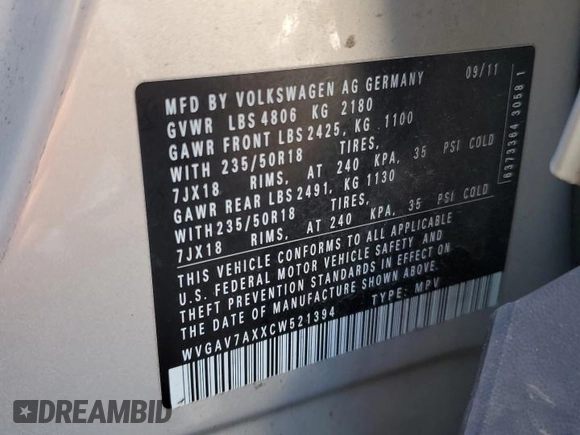 MFD BY VOLKSWAGEN AG GERMANY 09/11
GVWR LBS 4806 KG 2180
GAWR FRONT LBS 2425, KG 1100
WITH 235/50R18 TIRES,
7JX18 RIMS, AT 240 KPA, 35 PSI COLD
GAWR REAR LBS 2491, KG 1130
WITH 235/50R18 TIRES,
7JX18 RIMS, AT 240 KPA, 35 PSI COLD
THIS VEHICLE CONFORMS TO ALL APPLICABLE
U.S. FEDERAL MOTOR VEHICLE SAFETY AND
THEFT PREVENTION STANDARDS IN EFFECT ON
THE DATE OF MANUFACTURE SHOWN ABOVE.
WVGAV7AXXCW521394 TYPE: MPV
6373364 3058 1
DREAMBID